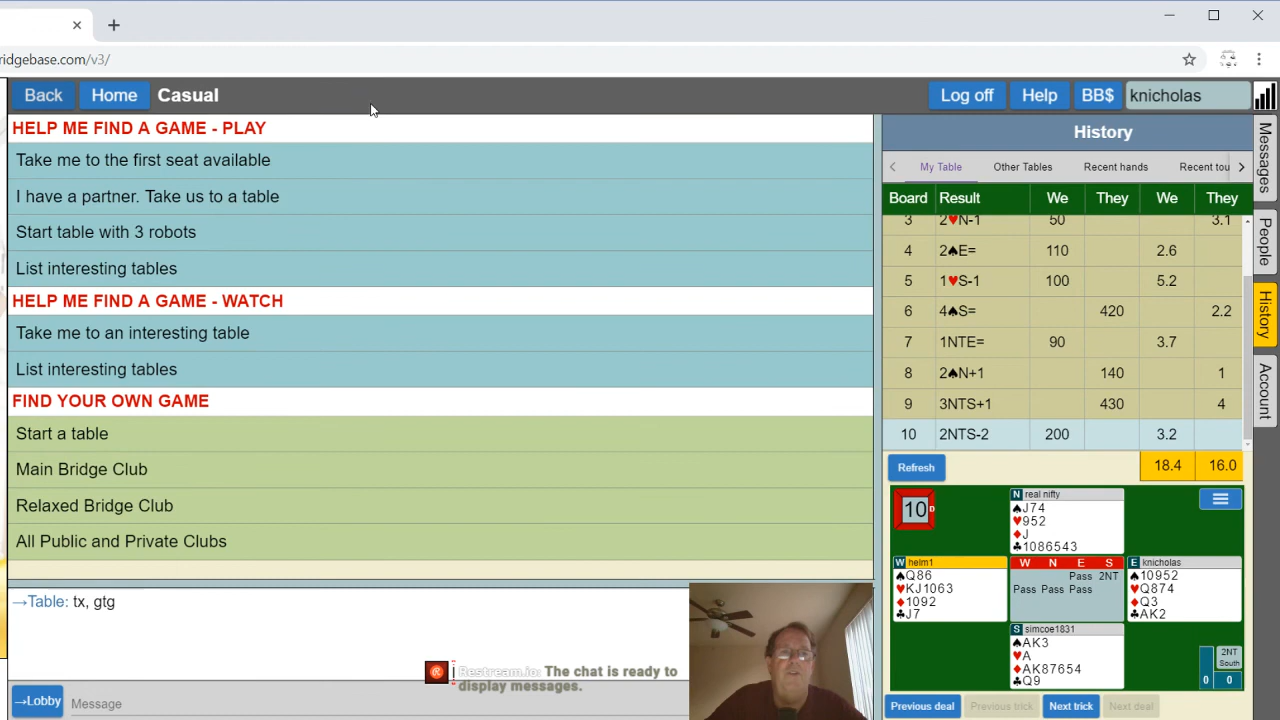 ridgebase.com/v3/
Back Home Casual Log off Help BB$ knicholas
HELP ME FIND A GAME - PLAY
Take me to the first seat available
I have a partner. Take us to a table
Start table with 3 robots
List interesting tables
HELP ME FIND A GAME - WATCH
Take me to an interesting table
List interesting tables
FIND YOUR OWN GAME
Start a table
Main Bridge Club
Relaxed Bridge Club
All Public and Private Clubs
→Table: tx, gtg
Restream.io: The chat is ready to
display messages.
→Lobby Message
History
My Table Other Tables Recent hands Recent tou
Board Result We They We They
3 2♥N-1 50 3.1
4 2♠E= 110 2.6
5 1♥S-1 100 5.2
6 4♠S= 420 2.2
7 1NTE= 90 3.7
8 2♠N+1 140 1
9 3NTS+1 430 4
10 2NTS-2 200 3.2
Refresh 18.4 16.0
10 D
N real nifty
♠J74
♥952
♦J
♣1086543
W helm1
♠Q86
♥KJ1063
♦1092
♣J7
W N E S
Pass 2NT
Pass Pass Pass
E knicholas
♠10952
♥Q874
♦Q3
♣AK2
S simcoe1831
♠AK3
♥A
♦AK87654
♣Q9
2NT
South
0 0
Previous deal Previous trick Next trick Next deal
Messages
People
History
Account